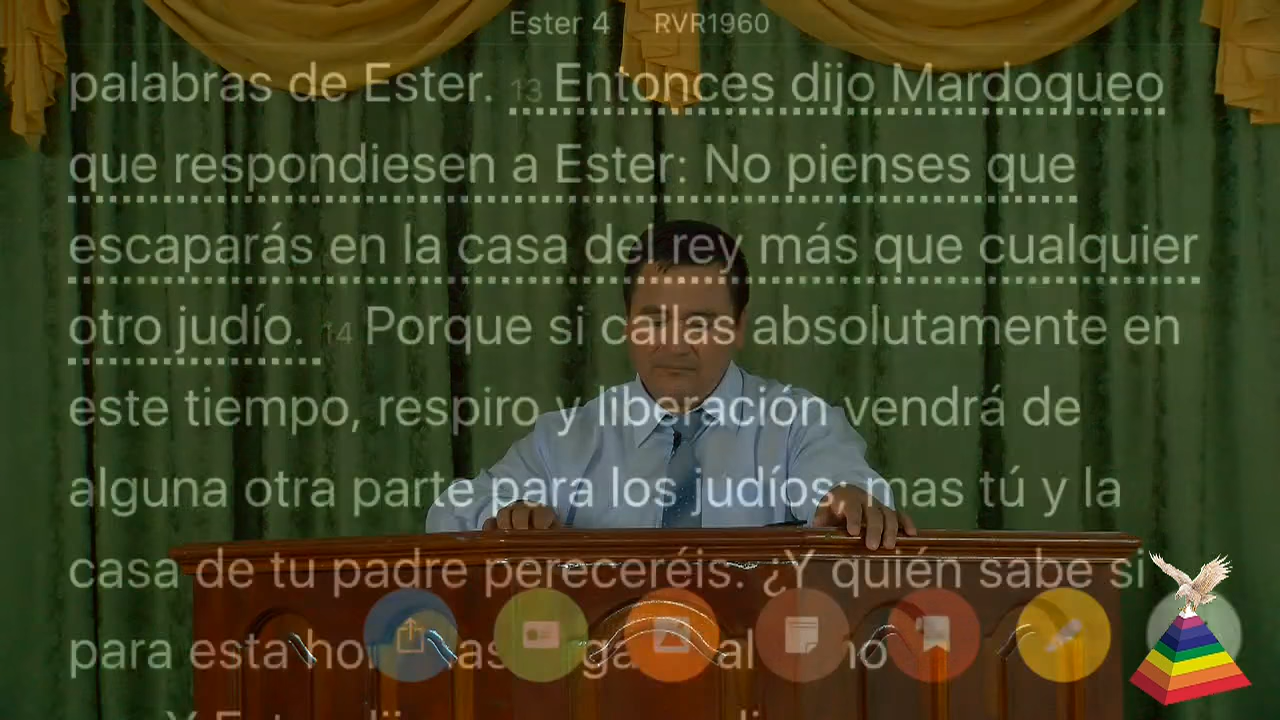 Ester 4 RVR1960
palabras de Ester. 13 Entonces dijo Mardoqueo
que respondiesen a Ester: No pienses que
escaparás en la casa del rey más que cualquier
otro judío. 14 Porque si callas absolutamente en
este tiempo, respiro y liberación vendrá de
alguna otra parte para los judíos; mas tú y la
casa de tu padre pereceréis. ¿Y quién sabe si
para esta